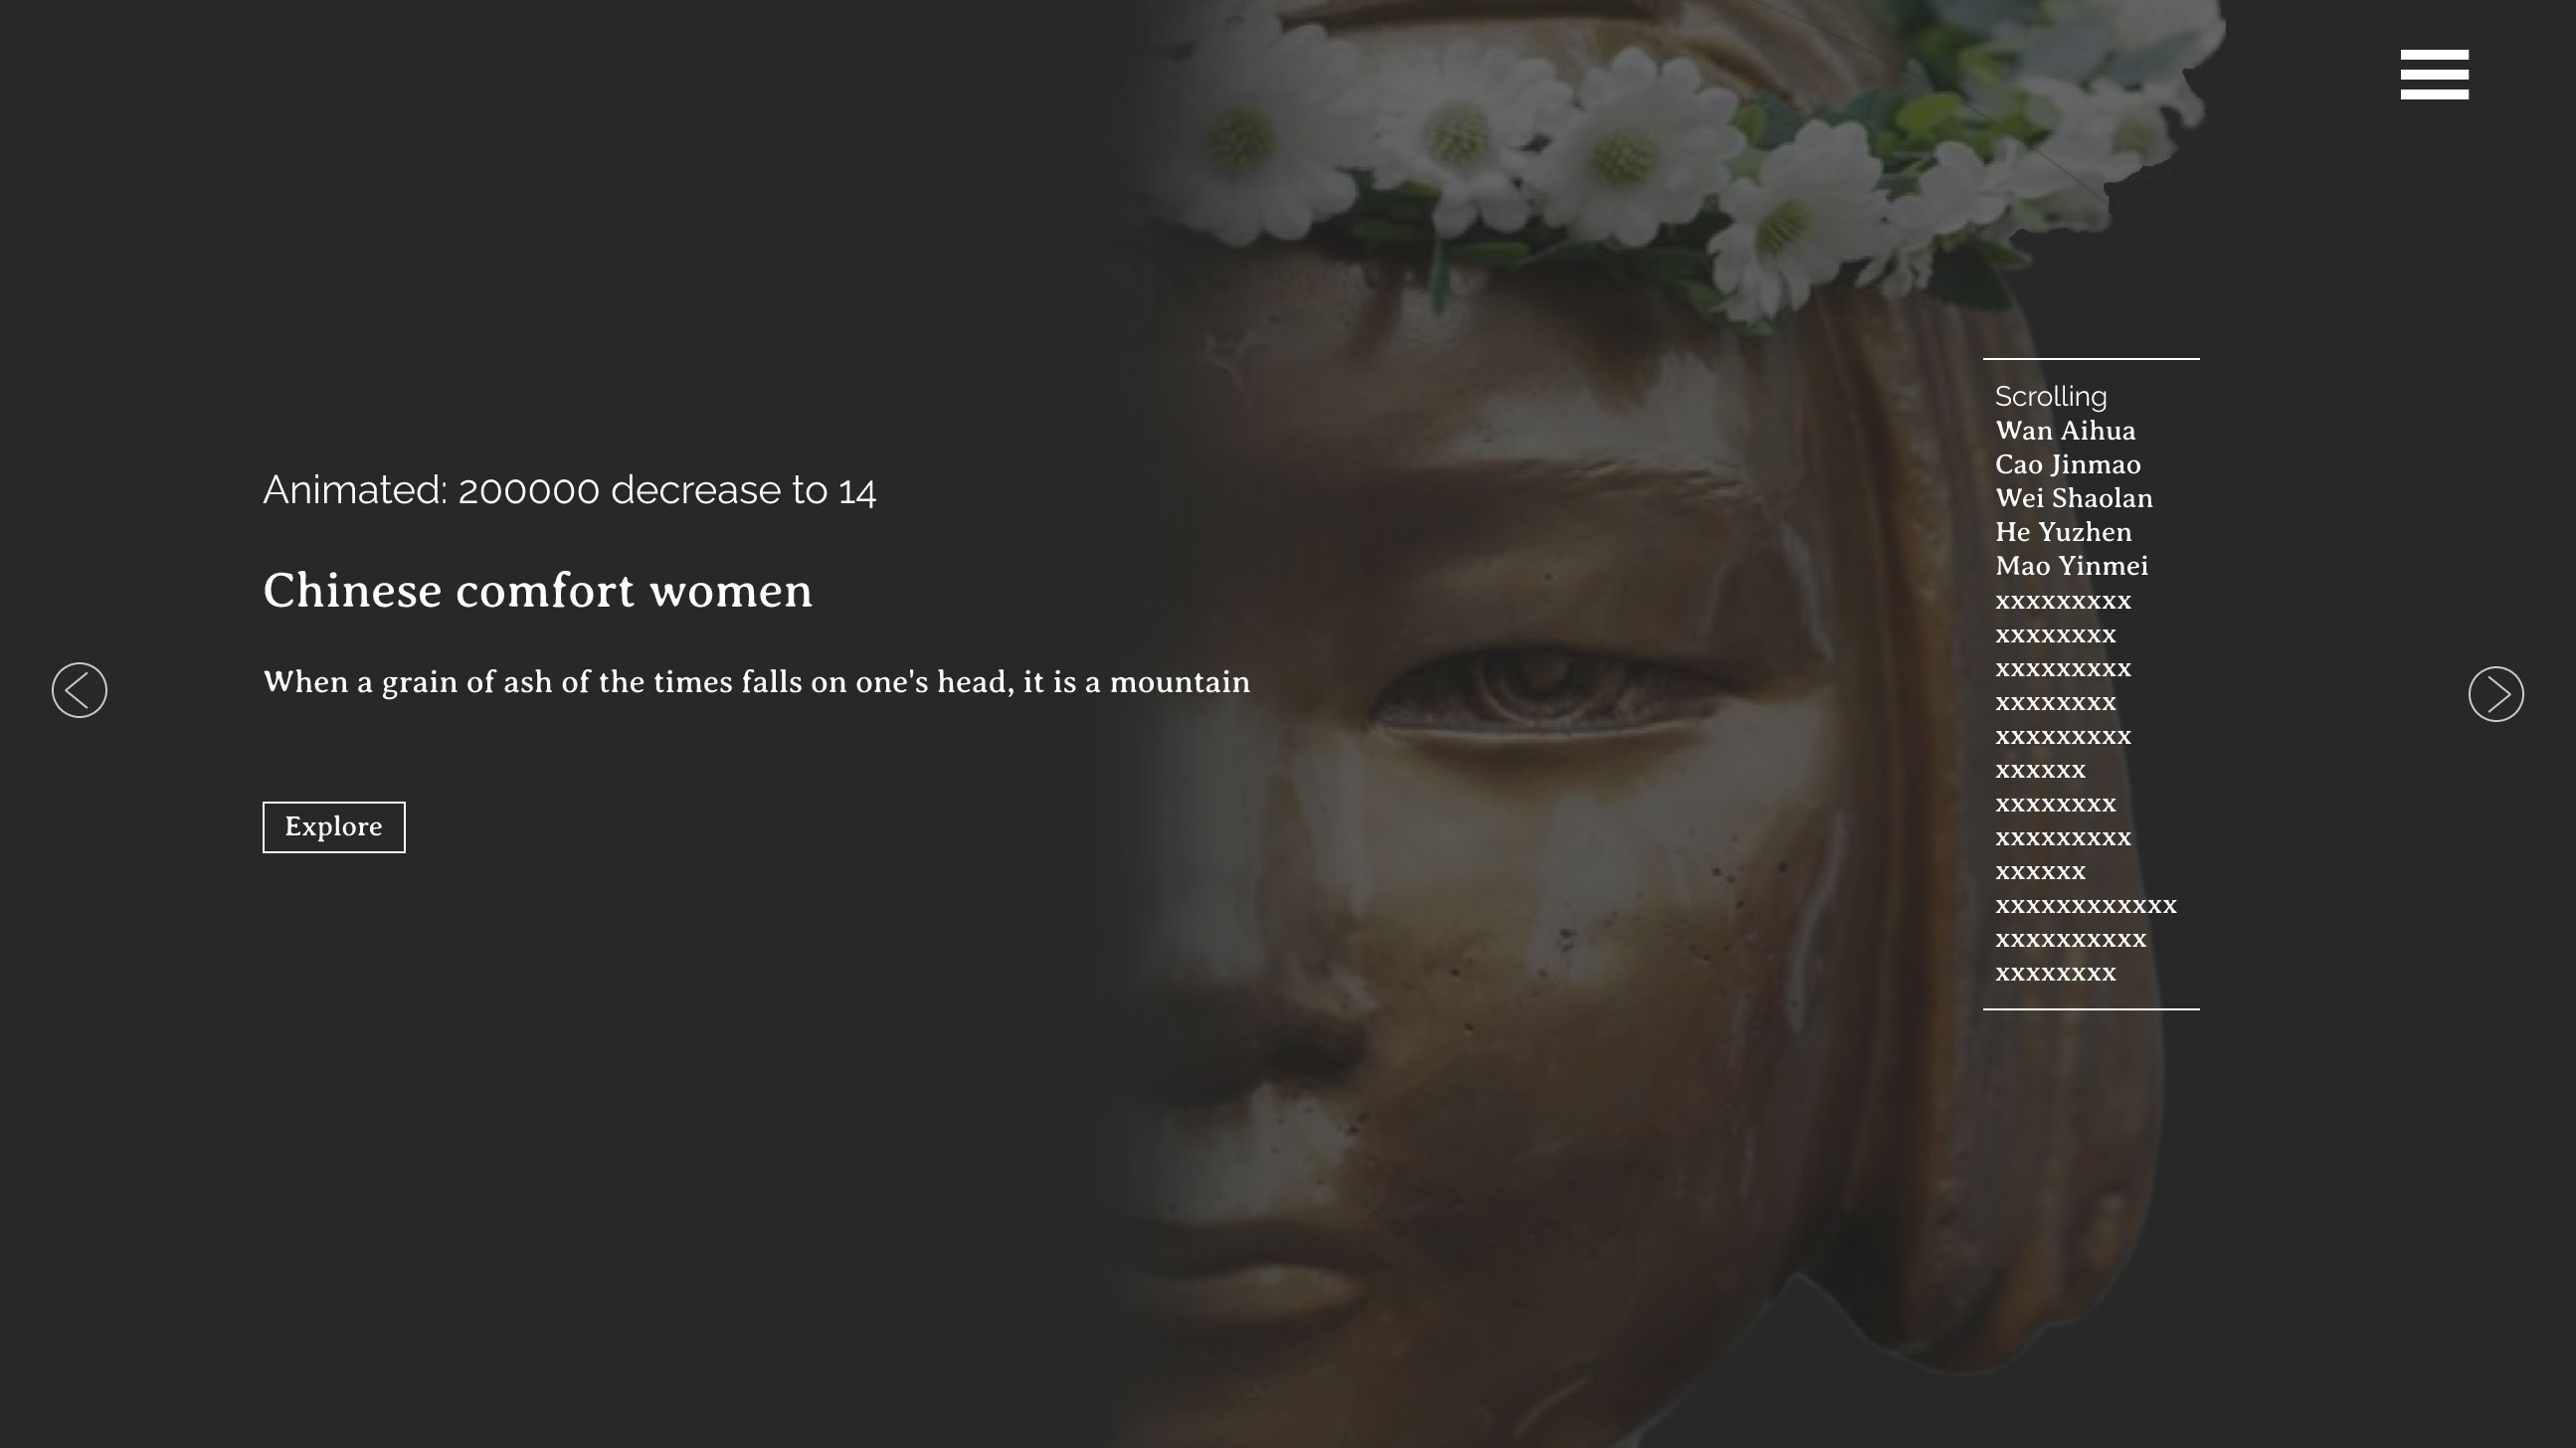 Animated: 200000 decrease to 14
Chinese comfort women
When a grain of ash of the times falls on one's head, it is a mountain
Explore
Scrolling
Wan Aihua
Cao Jinmao
Wei Shaolan
He Yuzhen
Mao Yinmei
xxxxxxxxx
xxxxxxxx
xxxxxxxxx
xxxxxxxx
xxxxxxxxx
xxxxxx
xxxxxxxx
xxxxxxxxx
xxxxxx
xxxxxxxxxxxx
xxxxxxxxxx
xxxxxxxx